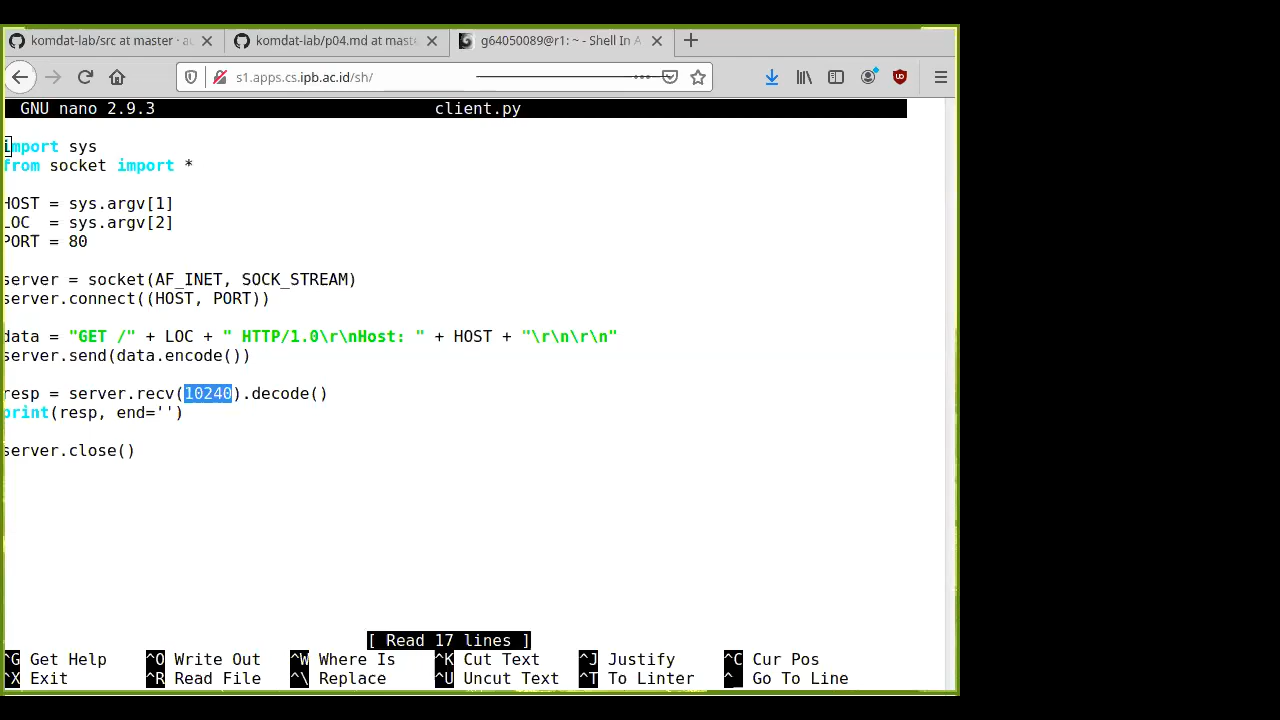 komdat-lab/src at master · a
komdat-lab/p04.md at mast
g64050089@r1: ~ - Shell In A
s1.apps.cs.ipb.ac.id/sh/
GNU nano 2.9.3 client.py
import sys
from socket import *
HOST = sys.argv[1]
LOC  = sys.argv[2]
PORT = 80
server = socket(AF_INET, SOCK_STREAM)
server.connect((HOST, PORT))
data = "GET /" + LOC + " HTTP/1.0\r\nHost: " + HOST + "\r\n\r\n"
server.send(data.encode())
resp = server.recv(10240).decode()
print(resp, end='')
server.close()
[ Read 17 lines ]
^G Get Help ^O Write Out ^W Where Is ^K Cut Text ^J Justify ^C Cur Pos
^X Exit ^R Read File ^\ Replace ^U Uncut Text ^T To Linter ^_ Go To Line